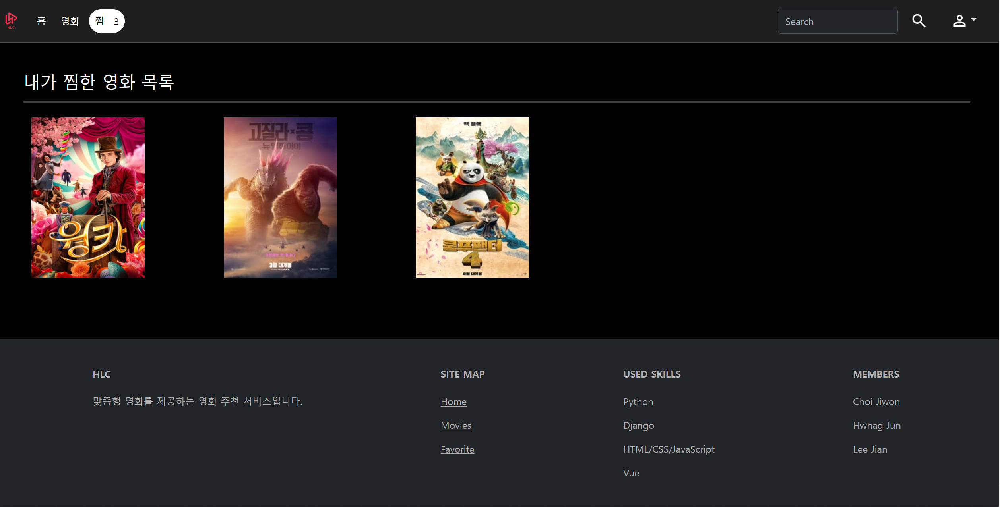 HLC
홈 영화 찜 3
Search
내가 찜한 영화 목록
웡카
고질라×콩
뉴 엠파이어
3월 대개봉
잭 블랙
쿵푸팬더
4
4월 대개봉
HLC
맞춤형 영화를 제공하는 영화 추천 서비스입니다.
SITE MAP
Home
Movies
Favorite
USED SKILLS
Python
Django
HTML/CSS/JavaScript
Vue
MEMBERS
Choi Jiwon
Hwnag Jun
Lee Jian